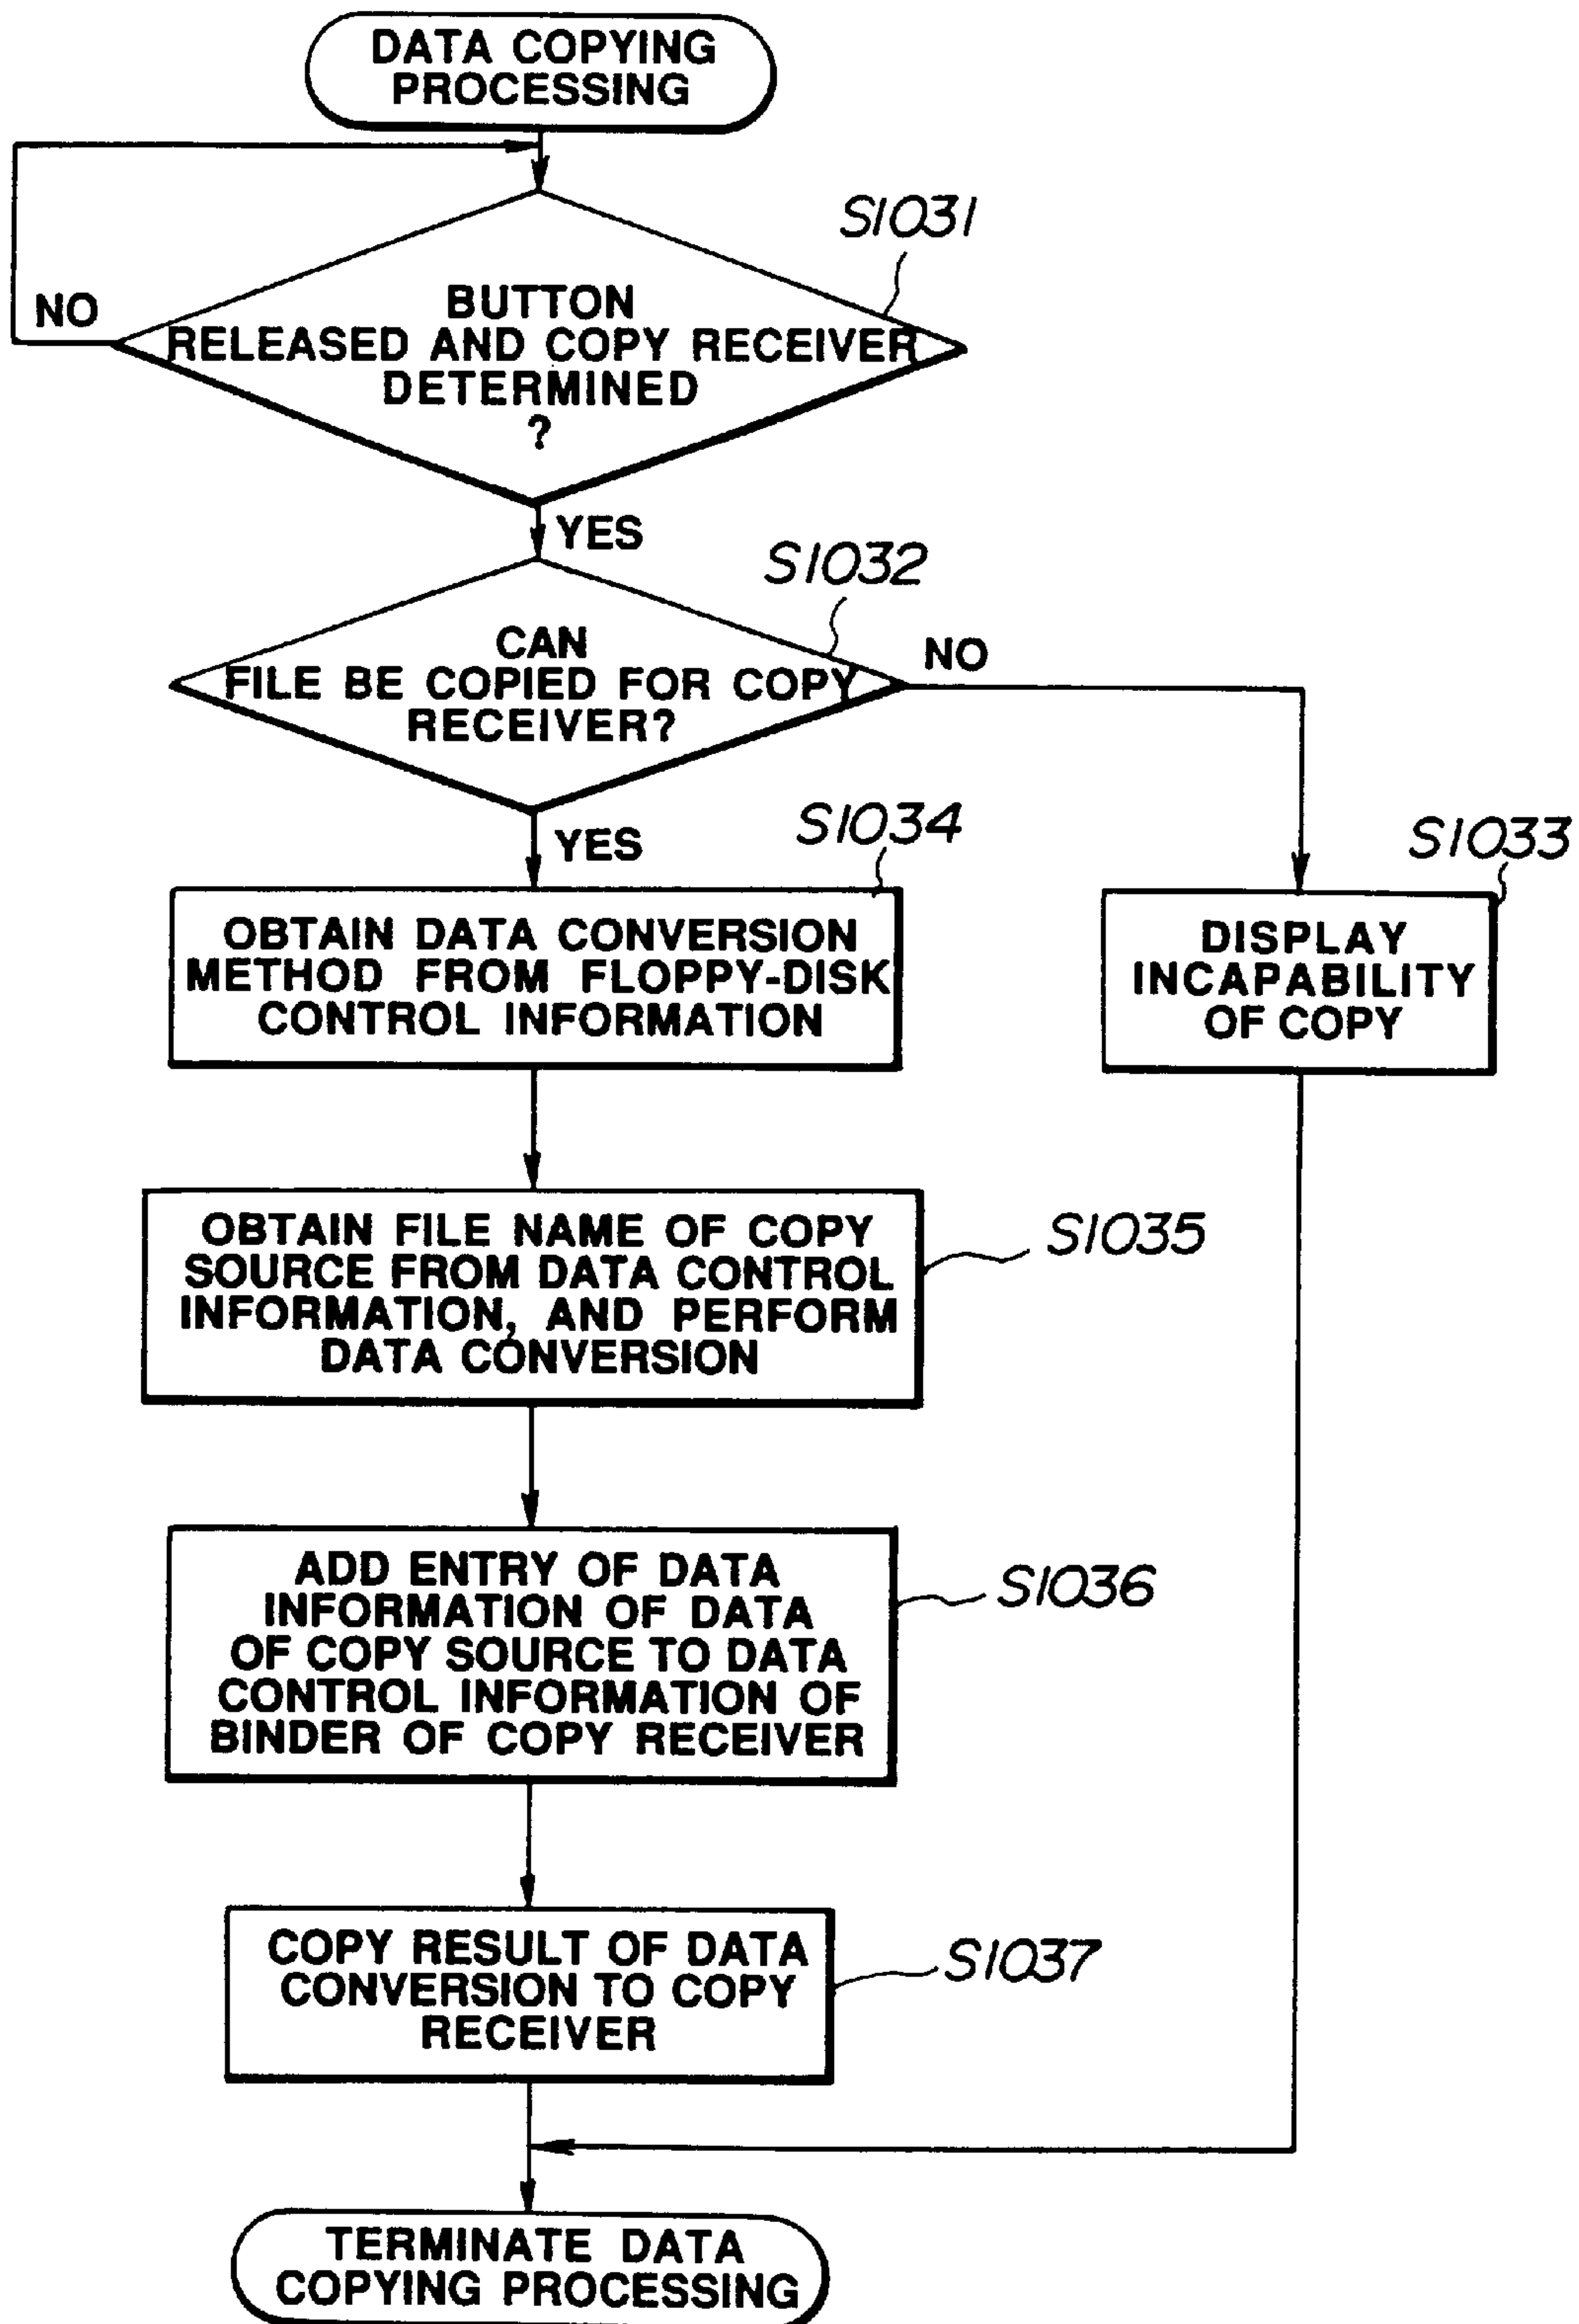 DATA COPYING
PROCESSING
S1031
NO
BUTTON
RELEASED AND COPY RECEIVER
DETERMINED
?
YES
S1032
CAN
FILE BE COPIED FOR COPY
RECEIVER?
NO
YES
S1034
S1033
OBTAIN DATA CONVERSION
METHOD FROM FLOPPY-DISK
CONTROL INFORMATION
DISPLAY
INCAPABILITY
OF COPY
OBTAIN FILE NAME OF COPY
SOURCE FROM DATA CONTROL
INFORMATION, AND PERFORM
DATA CONVERSION
S1035
ADD ENTRY OF DATA
INFORMATION OF DATA
OF COPY SOURCE TO DATA
CONTROL INFORMATION OF
BINDER OF COPY RECEIVER
S1036
COPY RESULT OF DATA
CONVERSION TO COPY
RECEIVER
S1037
TERMINATE DATA
COPYING PROCESSING